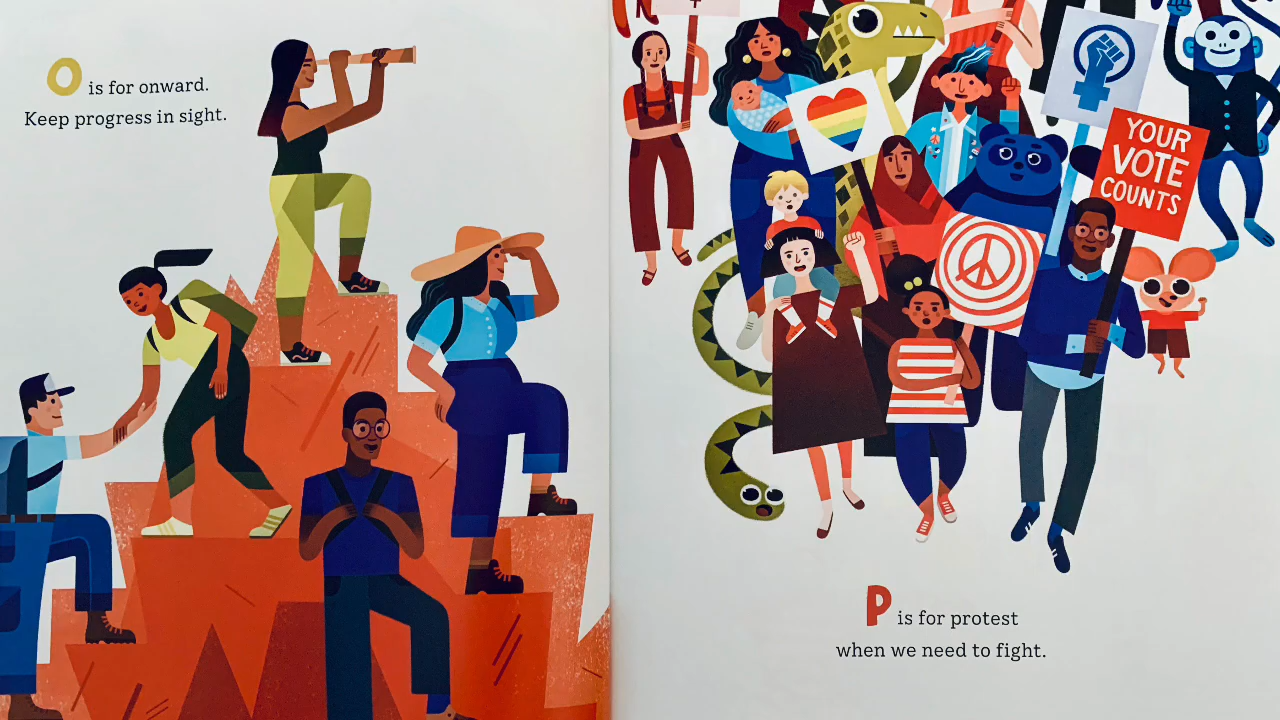 O is for onward.
Keep progress in sight.
YOUR
VOTE
COUNTS
P is for protest
when we need to fight.